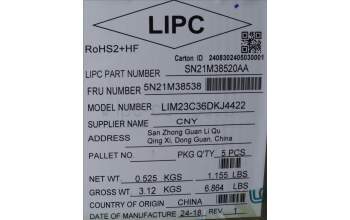 LIPC
RoHS2+HF
Carton ID 2408302405030001
LIPC PART NUMBER SN21M38520AA
FRU NUMBER 5N21M38538
MODEL NUMBER LIM23C36DKJ4422
SUPPLIER NAME CNY
ADDRESS San Zhong Guan Li Qu
Qing Xi, Dong Guan, China
PALLET NO PKG Q'TY 5 PCS
NET WT 0.525 KGS 1.155 LBS
GROSS WT 3.12 KGS 6.864 LBS
COUNTRY OF ORIGIN CHINA
DATE OF MANUFACTURE 24-18 REV 1